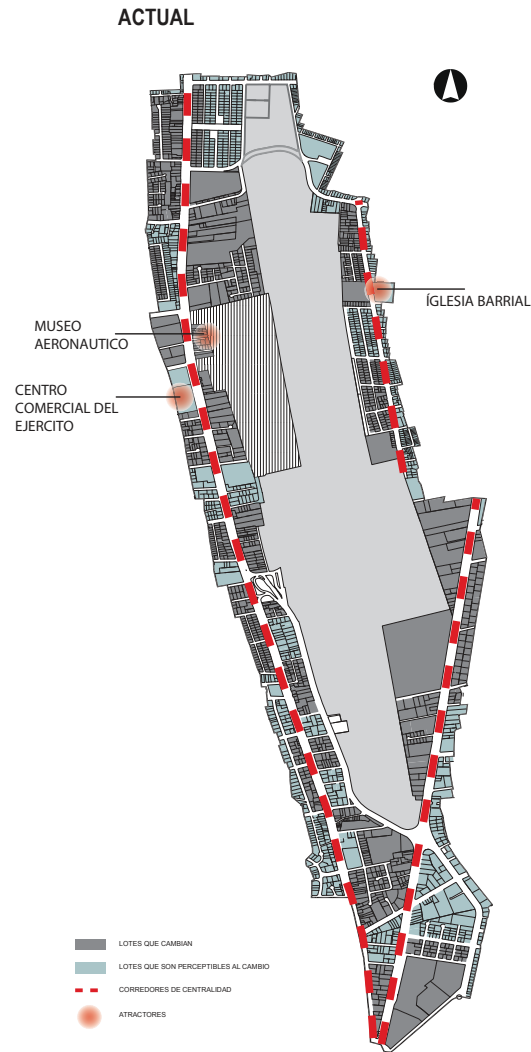 ACTUAL
ÍGLESIA BARRIAL
MUSEO
AERONAUTICO
CENTRO
COMERCIAL DEL
EJERCITO
LOTES QUE CAMBIAN
LOTES QUE SON PERCEPTIBLES AL CAMBIO
CORREDORES DE CENTRALIDAD
ATRACTORES